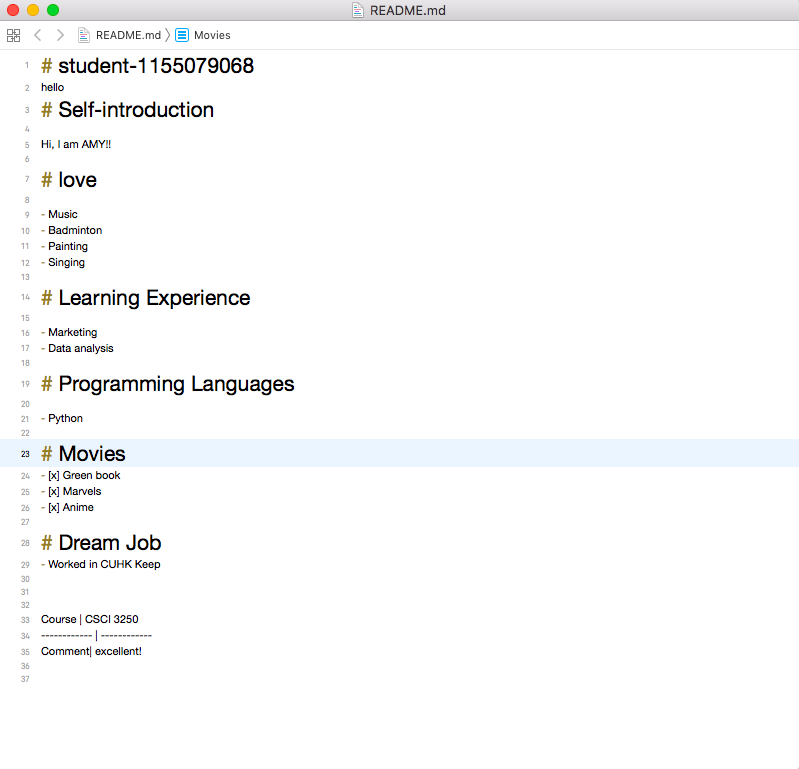 README.md
README.md Movies
1 # student-1155079068
2 hello
3 # Self-introduction
4
5 Hi, I am AMY!!
6
7 # love
8
9 - Music
10 - Badminton
11 - Painting
12 - Singing
13
14 # Learning Experience
15
16 - Marketing
17 - Data analysis
18
19 # Programming Languages
20
21 - Python
22
23 # Movies
24 - [x] Green book
25 - [x] Marvels
26 - [x] Anime
27
28 # Dream Job
29 - Worked in CUHK Keep
30
31
32
33 Course | CSCI 3250
34 ------------ | ------------
35 Comment| excellent!
36
37